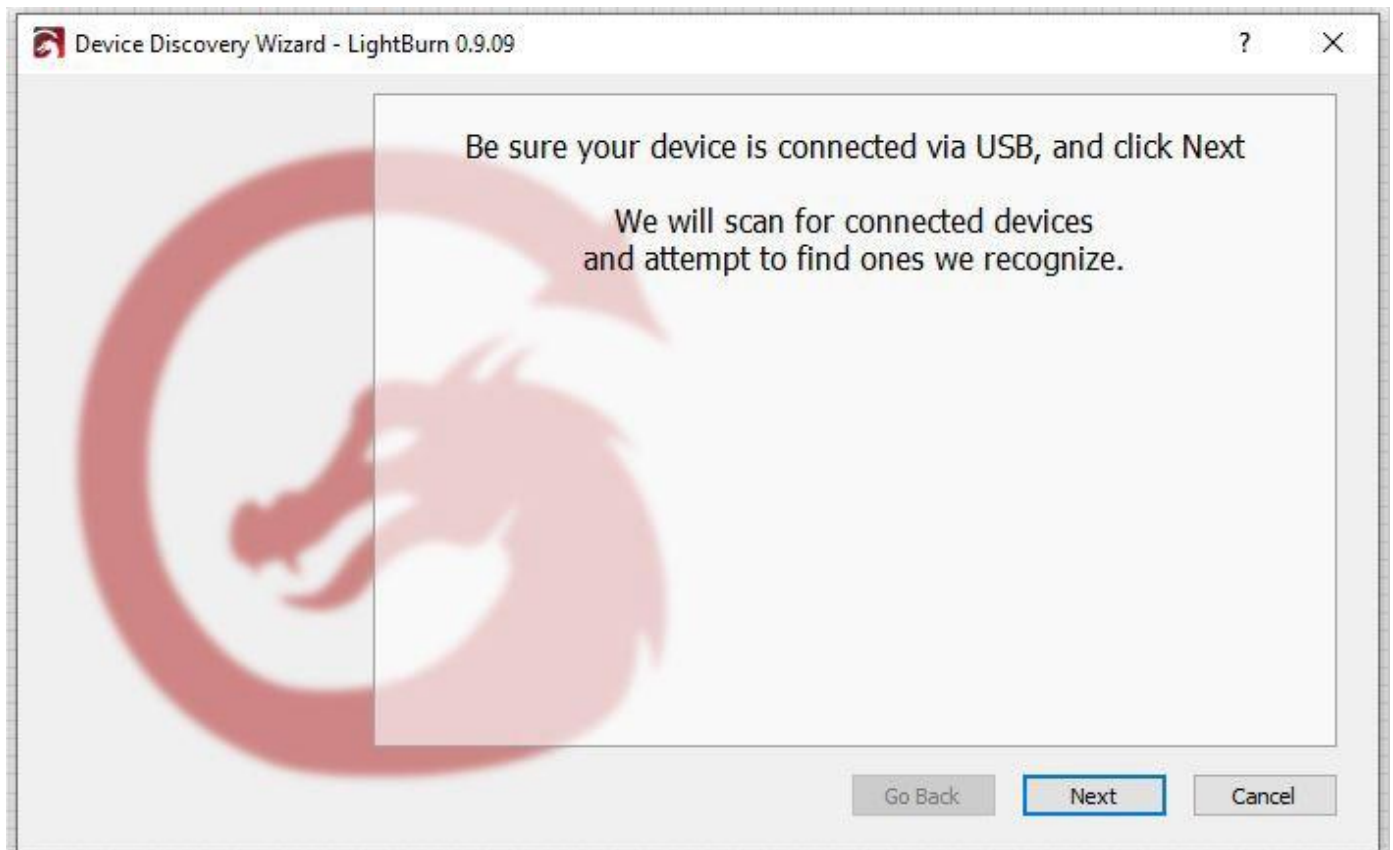 Device Discovery Wizard - LightBurn 0.9.09
?
Be sure your device is connected via USB, and click Next
We will scan for connected devices
and attempt to find ones we recognize.
Go Back
Next
Cancel